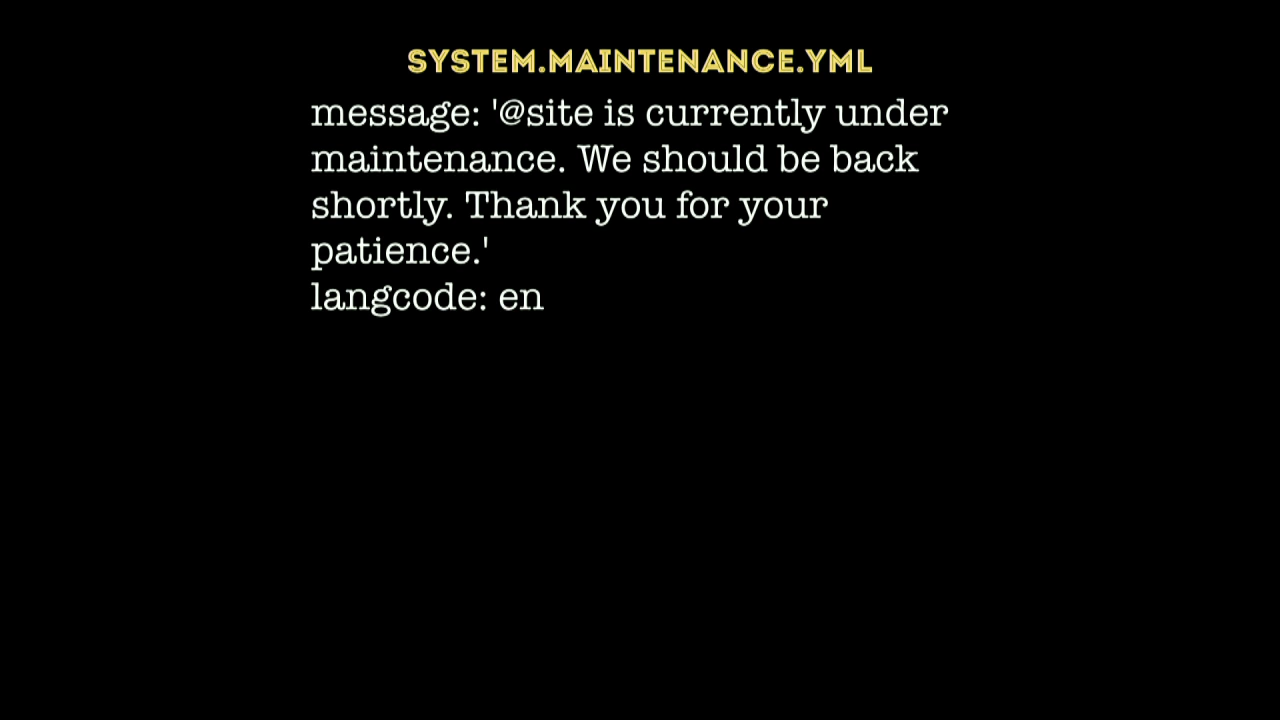 SYSTEM.MAINTENANCE.YML
message: '@site is currently under
maintenance. We should be back
shortly. Thank you for your
patience.'
langcode: en